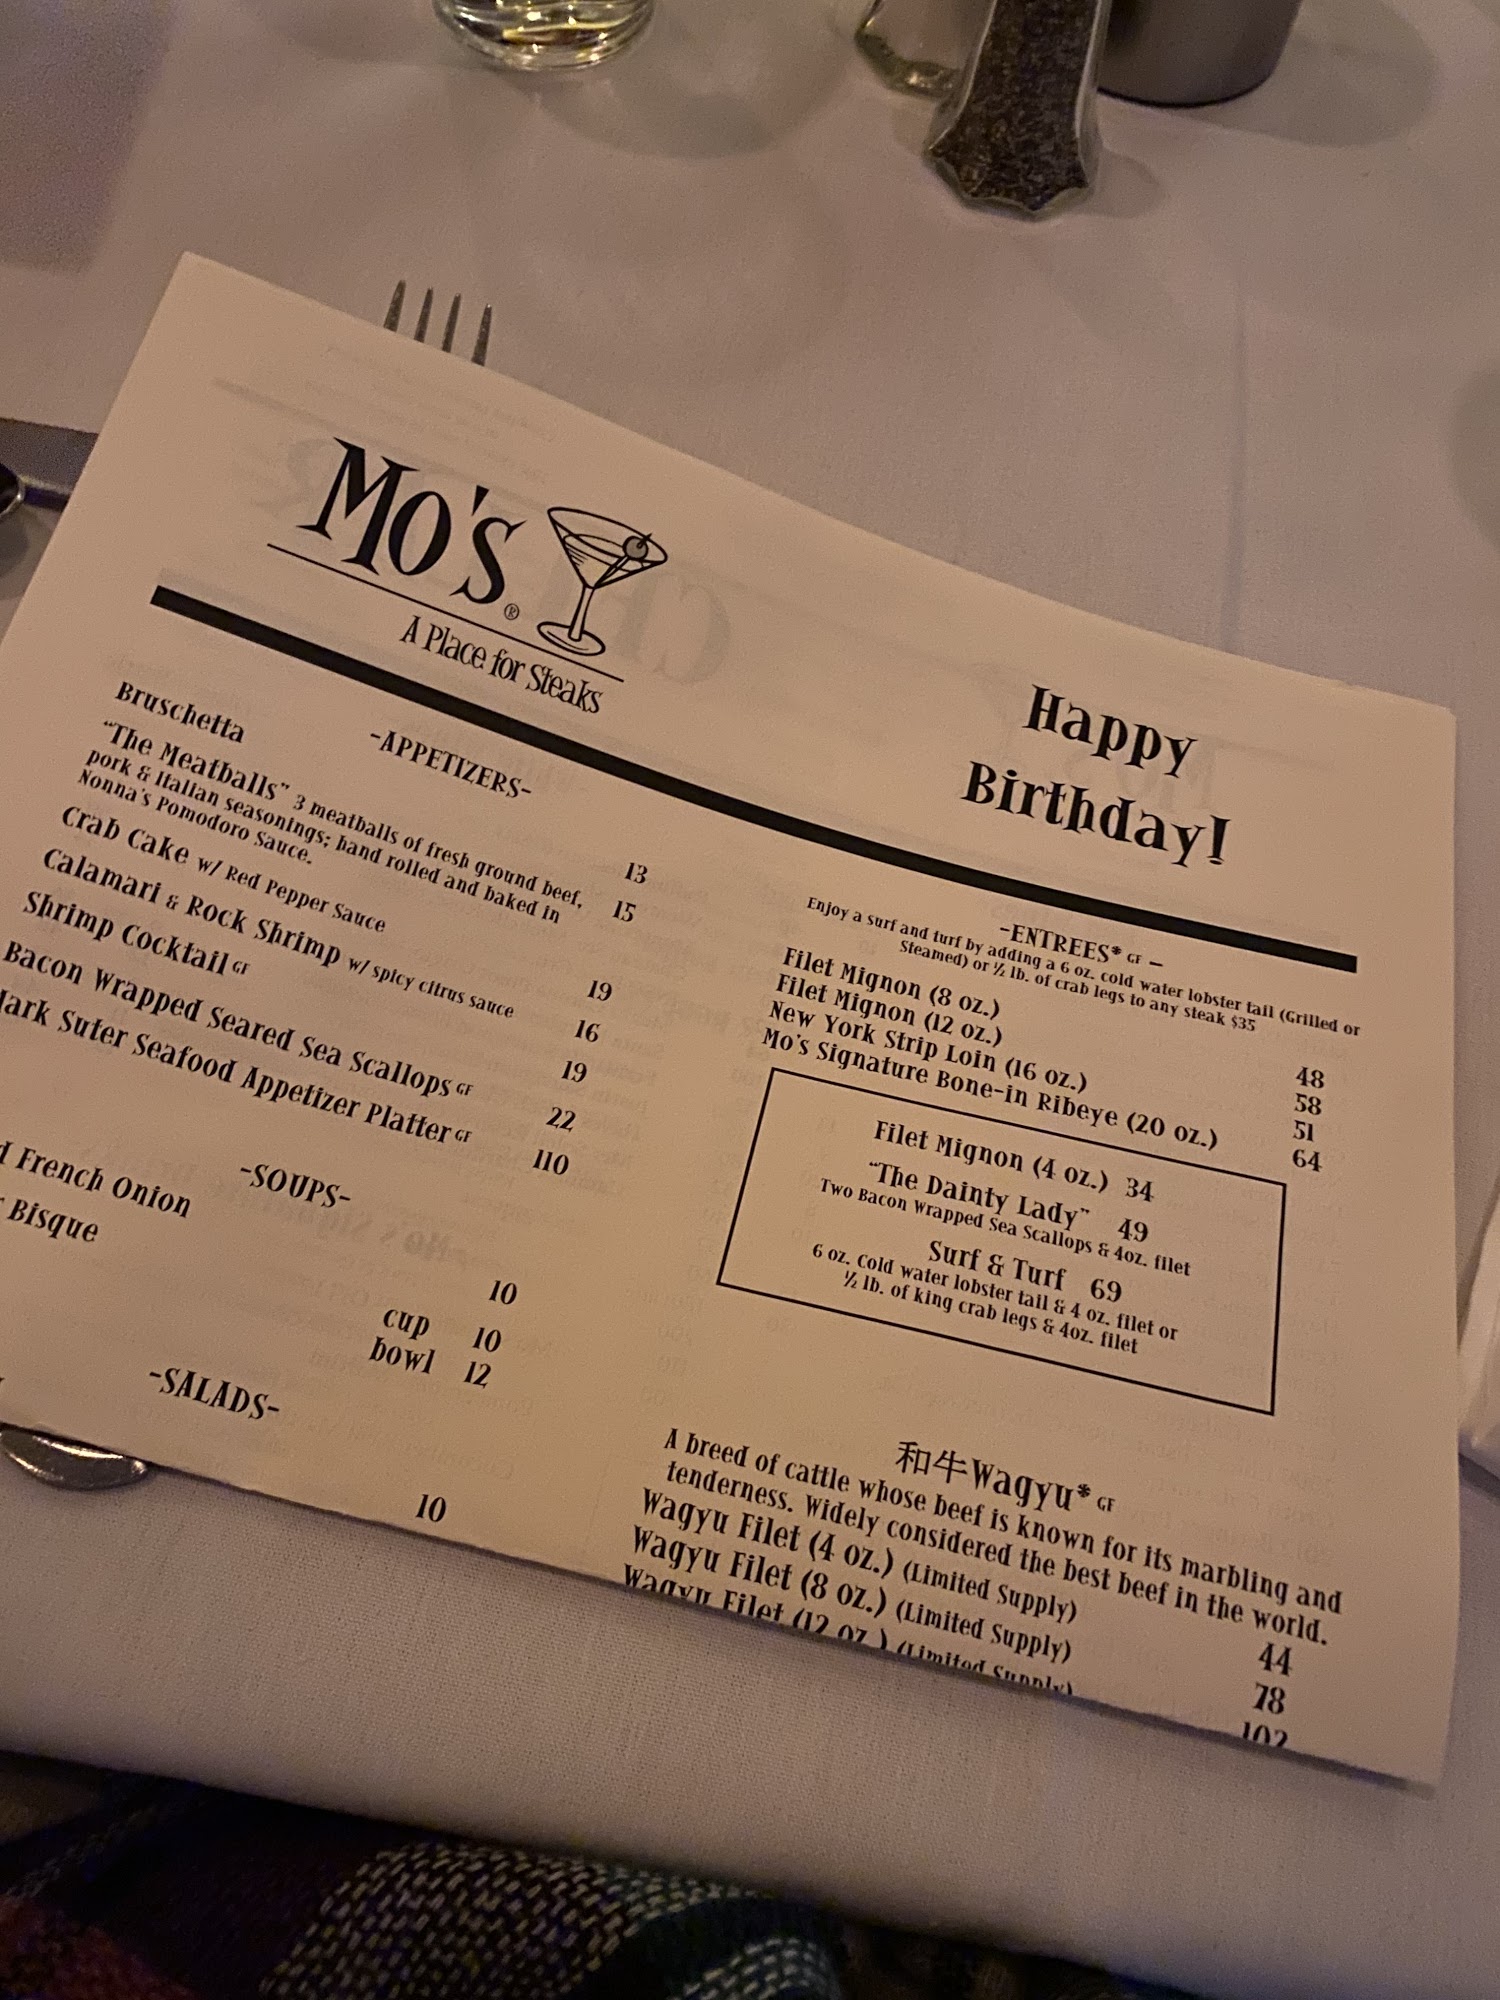 Mo's®
A Place for Steaks
Happy
Birthday!
-APPETIZERS-
Bruschetta 13
"The Meatballs" 3 meatballs of fresh ground beef, 15
pork & Italian seasonings; hand rolled and baked in
Nonna's Pomodoro Sauce.
Crab Cake w/ Red Pepper Sauce 19
Calamari & Rock Shrimp w/ spicy citrus sauce 16
Shrimp Cocktail GF 19
Bacon Wrapped Seared Sea Scallops GF 22
Suter Seafood Appetizer Platter GF 110
-SOUPS-
French Onion 10
Bisque cup 10
bowl 12
-SALADS-
10
-ENTREES* GF -
Enjoy a surf and turf by adding a 6 oz. cold water lobster tail (Grilled or
Steamed) or ½ lb. of crab legs to any steak $35
Filet Mignon (8 oz.) 48
Filet Mignon (12 oz.) 58
New York Strip Loin (16 oz.) 51
Mo's Signature Bone-in Ribeye (20 oz.) 64
Filet Mignon (4 oz.) 34
"The Dainty Lady" 49
Two Bacon Wrapped Sea Scallops & 4oz. filet
Surf & Turf 69
6 oz. cold water lobster tail & 4 oz. filet or
½ lb. of king crab legs & 4oz. filet
和牛Wagyu* GF
A breed of cattle whose beef is known for its marbling and
tenderness. Widely considered the best beef in the world.
Wagyu Filet (4 oz.) (Limited Supply) 44
Wagyu Filet (8 oz.) (Limited Supply) 78
Wagyu Filet (12 oz.) (Limited Supply) 102